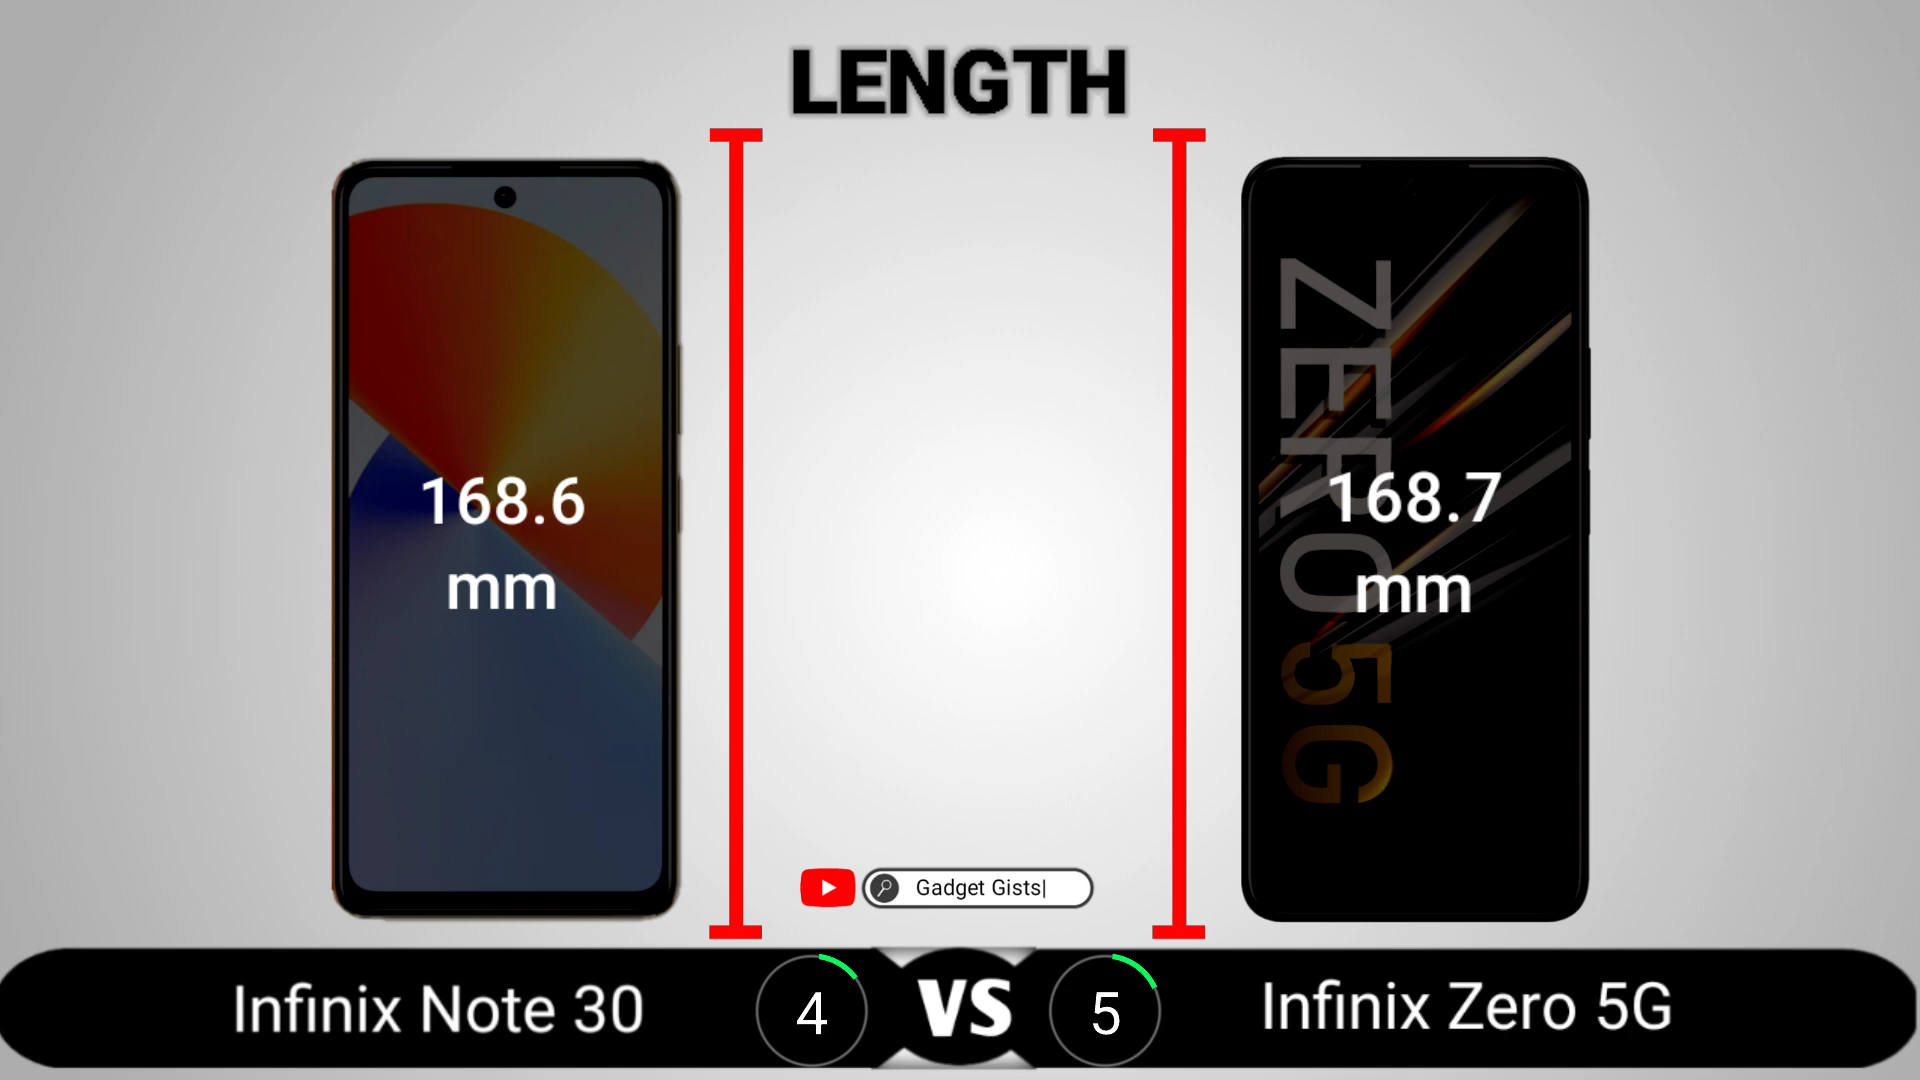 LENGTH
168.6
mm
ZERO 5G
168.7
mm
Gadget Gists|
Infinix Note 30
4
VS
5
Infinix Zero 5G